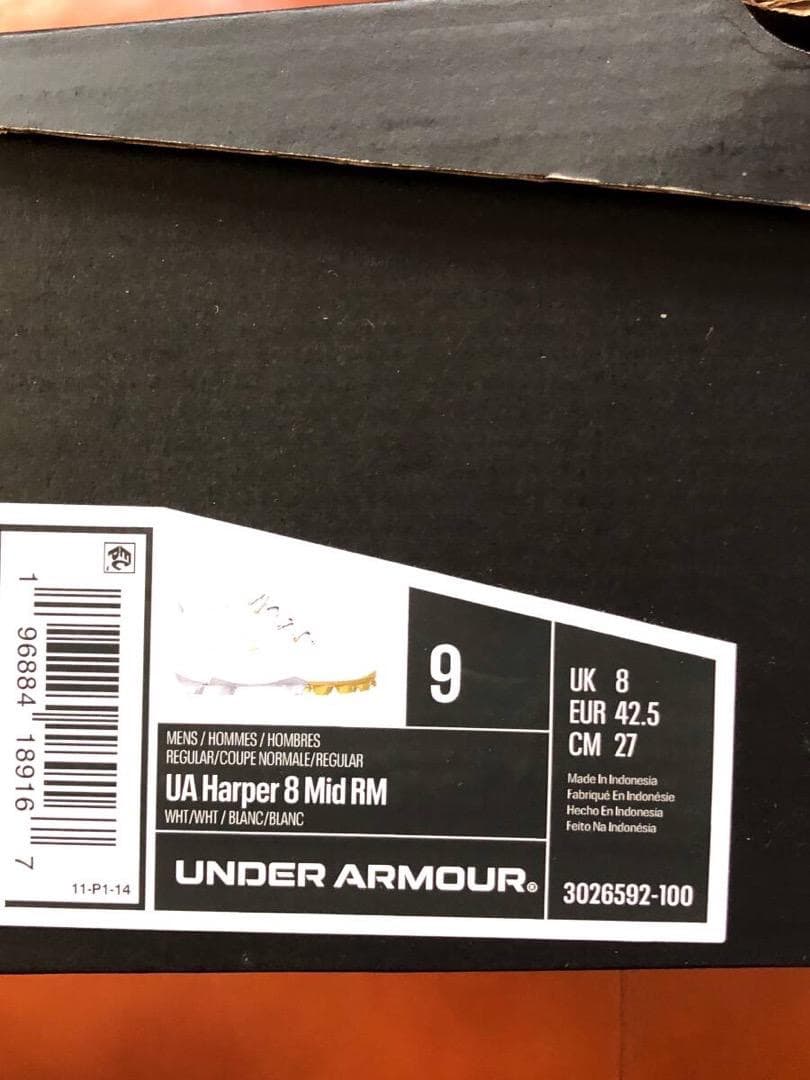 1 96884 18916 7
11-P1-14
9
MENS / HOMMES / HOMBRES
REGULAR/COUPE NORMALE/REGULAR
UA Harper 8 Mid RM
WHT/WHT / BLANC/BLANC
UNDER ARMOUR®
UK 8
EUR 42.5
CM 27
Made In Indonesia
Fabriqué En Indonésie
Hecho En Indonesia
Feito Na Indonésia
3026592-100